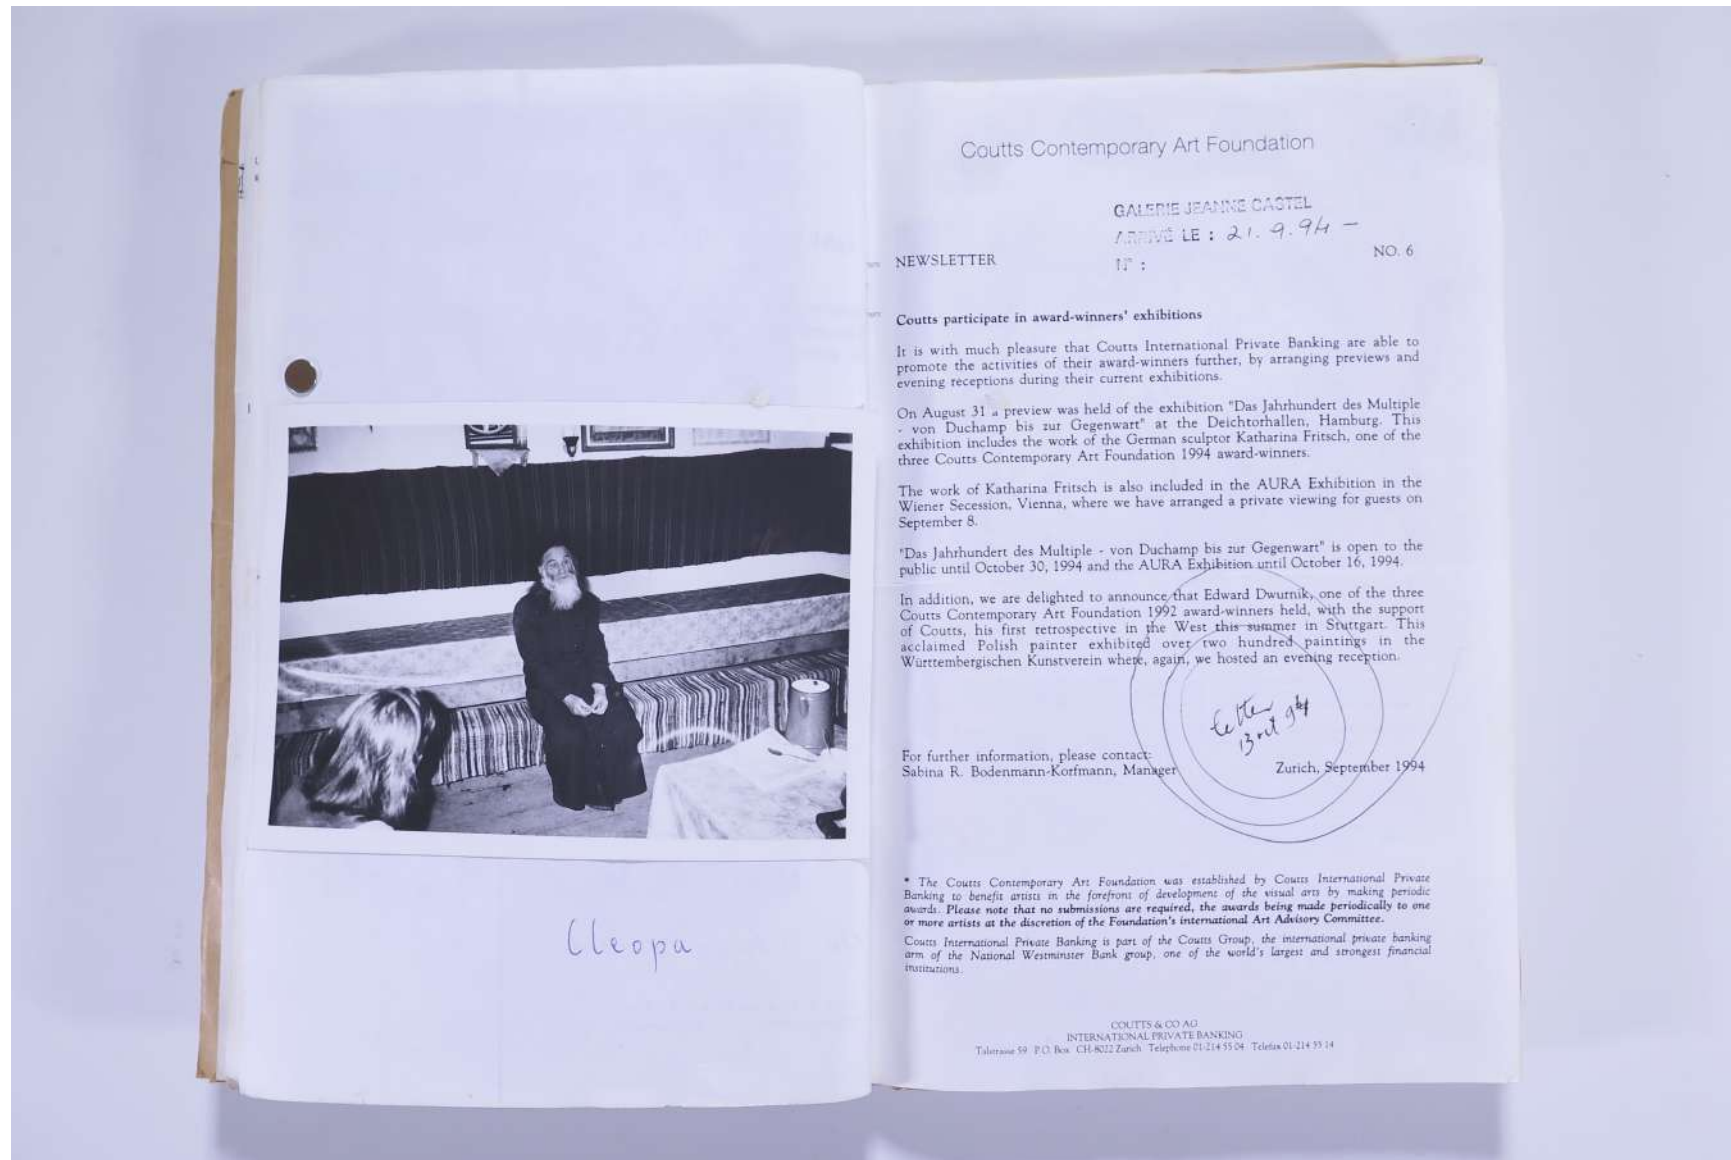 Cleopa
Coutts Contemporary Art Foundation
GALERIE JEANNE CASTEL
ARRIVÉ LE : 21.9.94 —
N° :
NEWSLETTER
NO. 6
Coutts participate in award-winners' exhibitions
It is with much pleasure that Coutts International Private Banking are able to
promote the activities of their award-winners further, by arranging previews and
evening receptions during their current exhibitions.
On August 31 a preview was held of the exhibition "Das Jahrhundert des Multiple
- von Duchamp bis zur Gegenwart" at the Deichtorhallen, Hamburg. This
exhibition includes the work of the German sculptor Katharina Fritsch, one of the
three Coutts Contemporary Art Foundation 1994 award-winners.
The work of Katharina Fritsch is also included in the AURA Exhibition in the
Wiener Secession, Vienna, where we have arranged a private viewing for guests on
September 8.
"Das Jahrhundert des Multiple - von Duchamp bis zur Gegenwart" is open to the
public until October 30, 1994 and the AURA Exhibition until October 16, 1994.
In addition, we are delighted to announce that Edward Dwurnik, one of the three
Coutts Contemporary Art Foundation 1992 award-winners held, with the support
of Coutts, his first retrospective in the West this summer in Stuttgart. This
acclaimed Polish painter exhibited over two hundred paintings in the
Württembergischen Kunstverein where, again, we hosted an evening reception.
13 oct 94
For further information, please contact:
Sabina R. Bodenmann-Korfmann, Manager
Zurich, September 1994
* The Coutts Contemporary Art Foundation was established by Coutts International Private
Banking to benefit artists in the forefront of development of the visual arts by making periodic
awards. Please note that no submissions are required, the awards being made periodically to one
or more artists at the discretion of the Foundation's international Art Advisory Committee.
Coutts International Private Banking is part of the Coutts Group, the international private banking
arm of the National Westminster Bank group, one of the world's largest and strongest financial
institutions.
COUTTS & CO AG
INTERNATIONAL PRIVATE BANKING
Talstrasse 59 P.O. Box CH-8022 Zurich Telephone 01-214 55 04 Telefax 01-214 55 14